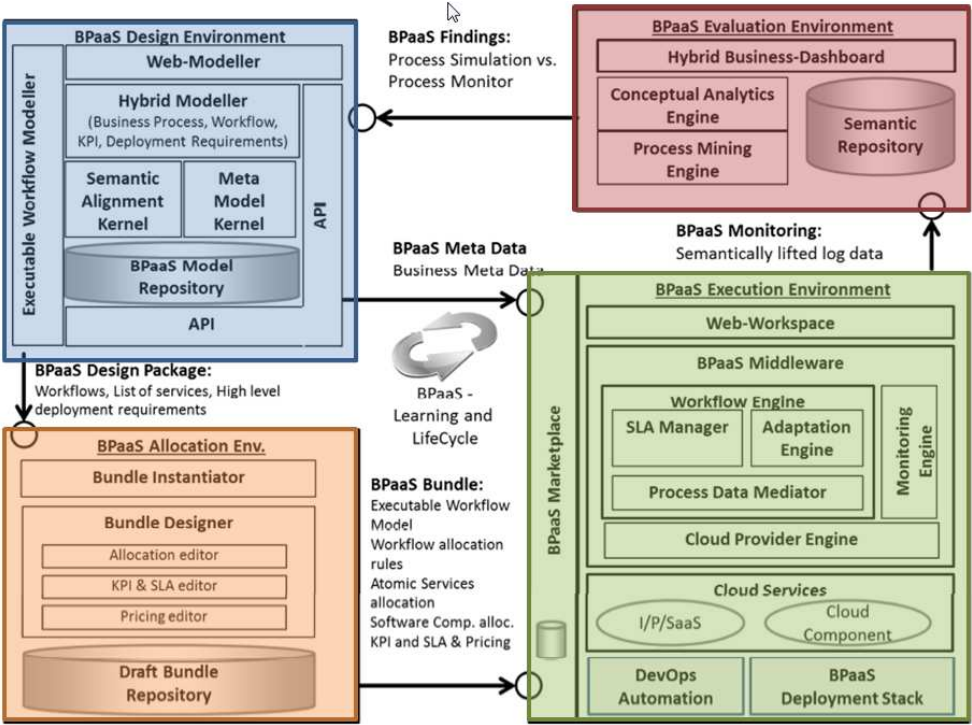 BPaaS Design Environment
Executable Workflow Modeller
Web-Modeller
Hybrid Modeller
(Business Process, Workflow,
KPI, Deployment Requirements)
Semantic
Alignment
Kernel
Meta
Model
Kernel
API
BPaaS Model
Repository
API
BPaaS Findings:
Process Simulation vs.
Process Monitor
BPaaS Evaluation Environment
Hybrid Business-Dashboard
Conceptual Analytics
Engine
Process Mining
Engine
Semantic
Repository
BPaaS Monitoring:
Semantically lifted log data
BPaaS Meta Data
Business Meta Data
BPaaS -
Learning and
LifeCycle
BPaaS Design Package:
Workflows, List of services, High level
deployment requirements
BPaaS Allocation Env.
Bundle Instantiator
Bundle Designer
Allocation editor
KPI & SLA editor
Pricing editor
Draft Bundle
Repository
BPaaS Bundle:
Executable Workflow
Model
Workflow allocation
rules
Atomic Services
allocation
Software Comp. alloc.
KPI and SLA & Pricing
BPaaS Execution Environment
BPaaS Marketplace
Web-Workspace
BPaaS Middleware
Workflow Engine
SLA Manager
Adaptation
Engine
Process Data Mediator
Monitoring
Engine
Cloud Provider Engine
Cloud Services
I/P/SaaS
Cloud
Component
DevOps
Automation
BPaaS
Deployment Stack